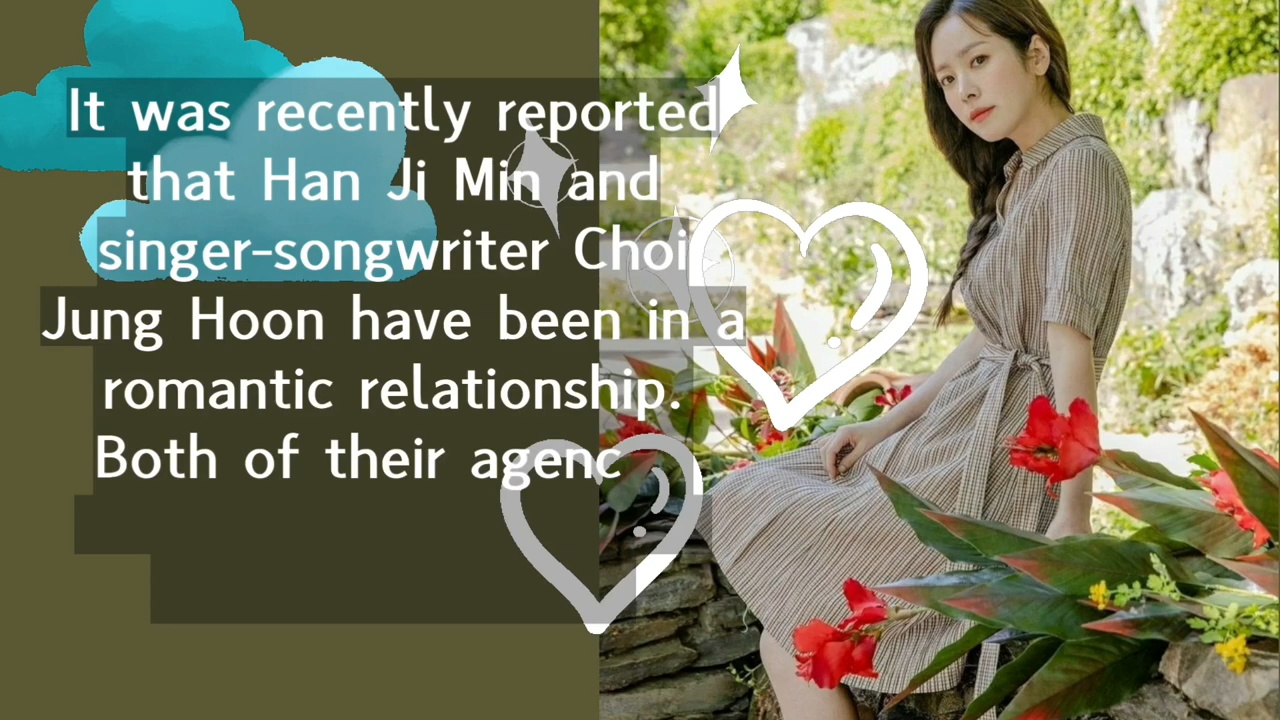 It was recently reported
that Han Ji Min and
singer-songwriter Choi
Jung Hoon have been in a
romantic relationship.
Both of their agenc